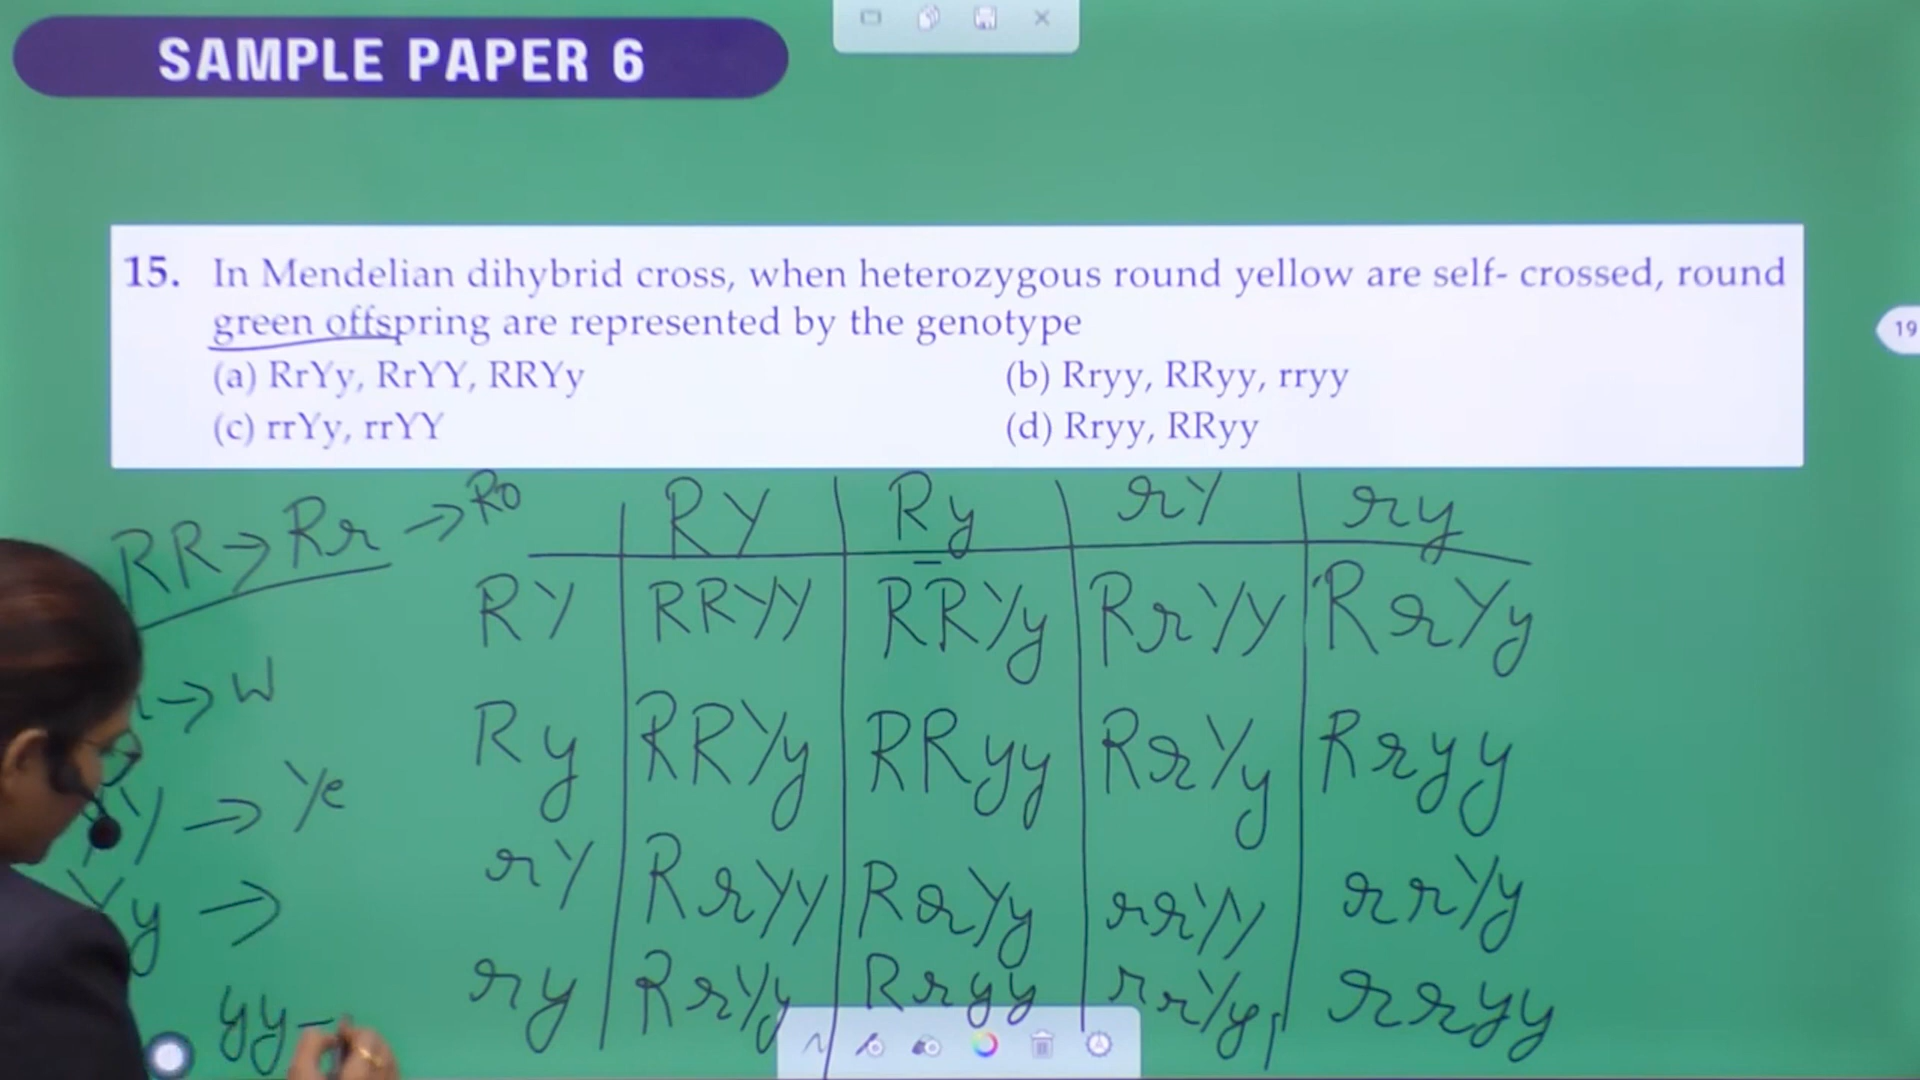 SAMPLE PAPER 6
15. In Mendelian dihybrid cross, when heterozygous round yellow are self- crossed, round
green offspring are represented by the genotype
(a) RrYy, RrYY, RRYy (b) Rryy, RRyy, rryy
(c) rrYy, rrYY (d) Rryy, RRyy
19
RR → Rr → Ro
→ W
→ Ye
y →
yy
RY Ry rY ry
RY RRYY RRYy RrYY RrYy
Ry RRYy RRyy RrYy Rryy
rY RrYY RrYy rrYY rrYy
ry RrYy Rryy rrYy rryy